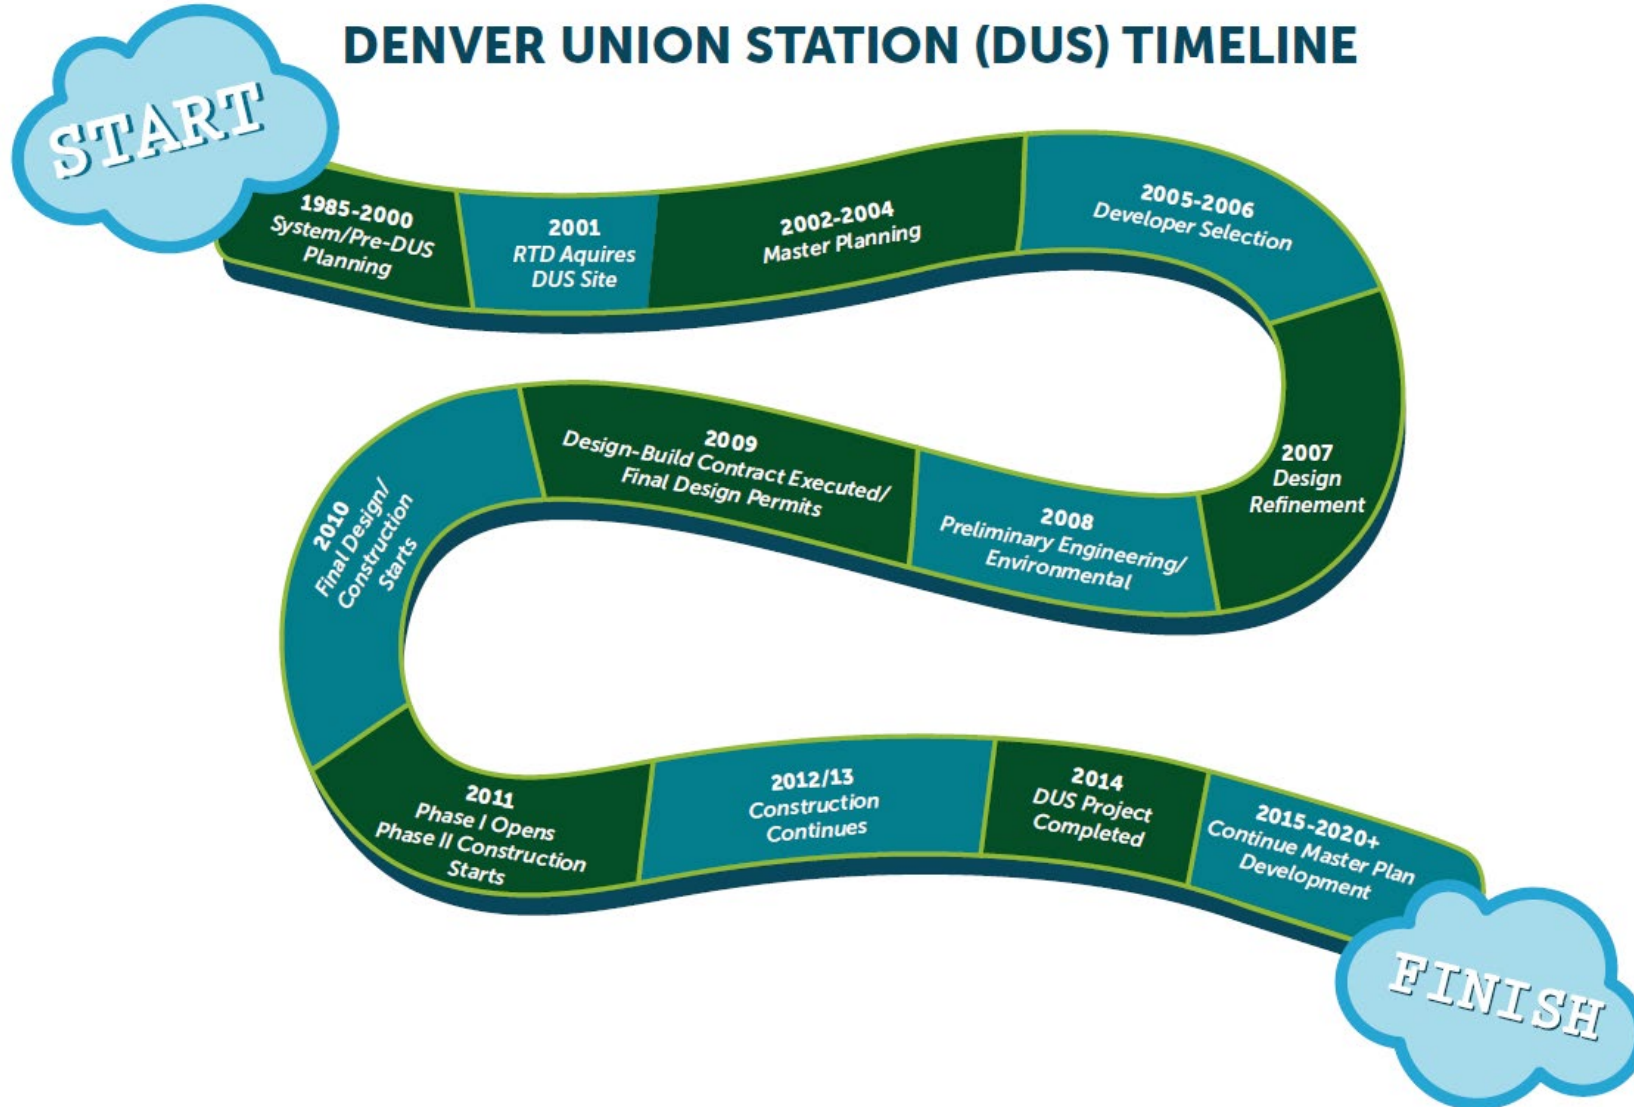 DENVER UNION STATION (DUS) TIMELINE
START
1985-2000
System/Pre-DUS
Planning
2001
RTD Aquires
DUS Site
2002-2004
Master Planning
2005-2006
Developer Selection
2007
Design
Refinement
2008
Preliminary Engineering/
Environmental
2009
Design-Build Contract Executed/
Final Design Permits
2010
Final Design/
Construction
Starts
2011
Phase I Opens
Phase II Construction
Starts
2012/13
Construction
Continues
2014
DUS Project
Completed
2015-2020+
Continue Master Plan
Development
FINISH